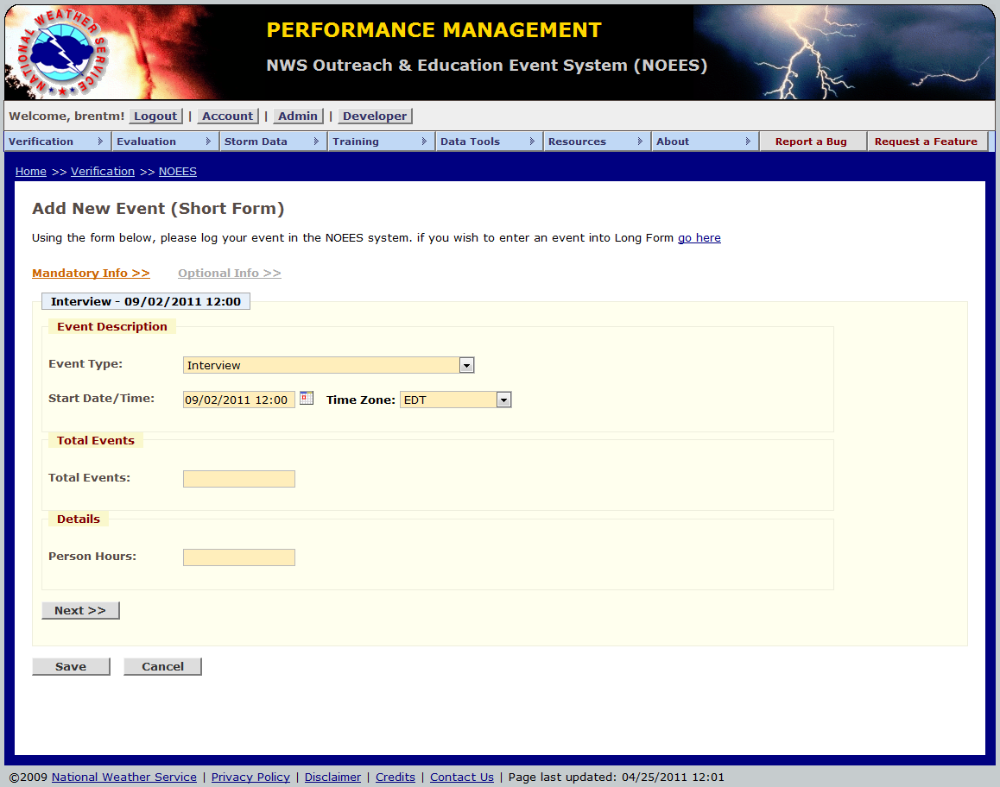 NATIONAL WEATHER SERVICE
PERFORMANCE MANAGEMENT
NWS Outreach & Education Event System (NOEES)
Welcome, brentm! Logout | Account | Admin | Developer
Verification Evaluation Storm Data Training Data Tools Resources About Report a Bug Request a Feature
Home >> Verification >> NOEES
Add New Event (Short Form)
Using the form below, please log your event in the NOEES system. if you wish to enter an event into Long Form go here
Mandatory Info >> Optional Info >>
Interview - 09/02/2011 12:00
Event Description
Event Type: Interview
Start Date/Time: 09/02/2011 12:00 Time Zone: EDT
Total Events
Total Events:
Details
Person Hours:
Next >>
Save Cancel
©2009 National Weather Service | Privacy Policy | Disclaimer | Credits | Contact Us | Page last updated: 04/25/2011 12:01